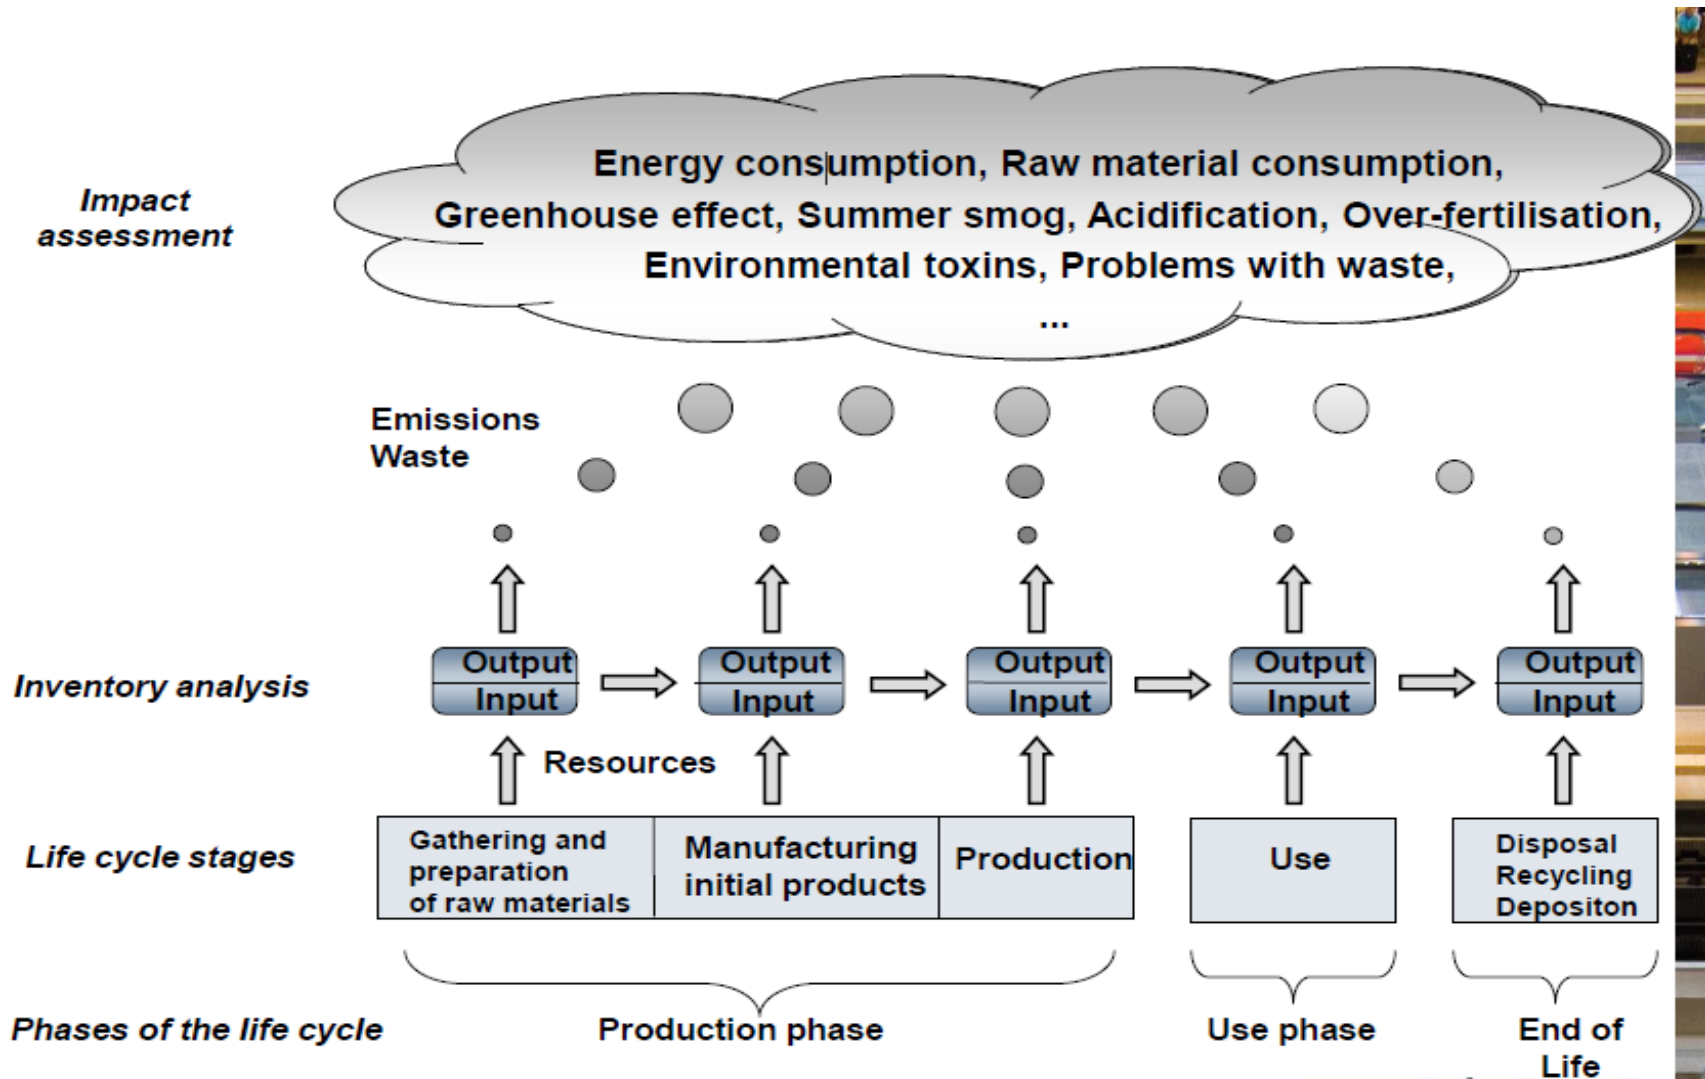 Impact
assessment
Energy consumption, Raw material consumption,
Greenhouse effect, Summer smog, Acidification, Over-fertilisation,
Environmental toxins, Problems with waste,
...
Emissions
Waste
Inventory analysis
Output
Input
Output
Input
Output
Input
Output
Input
Output
Input
Resources
Life cycle stages
Gathering and
preparation
of raw materials
Manufacturing
initial products
Production
Use
Disposal
Recycling
Depositon
Phases of the life cycle
Production phase
Use phase
End of
Life